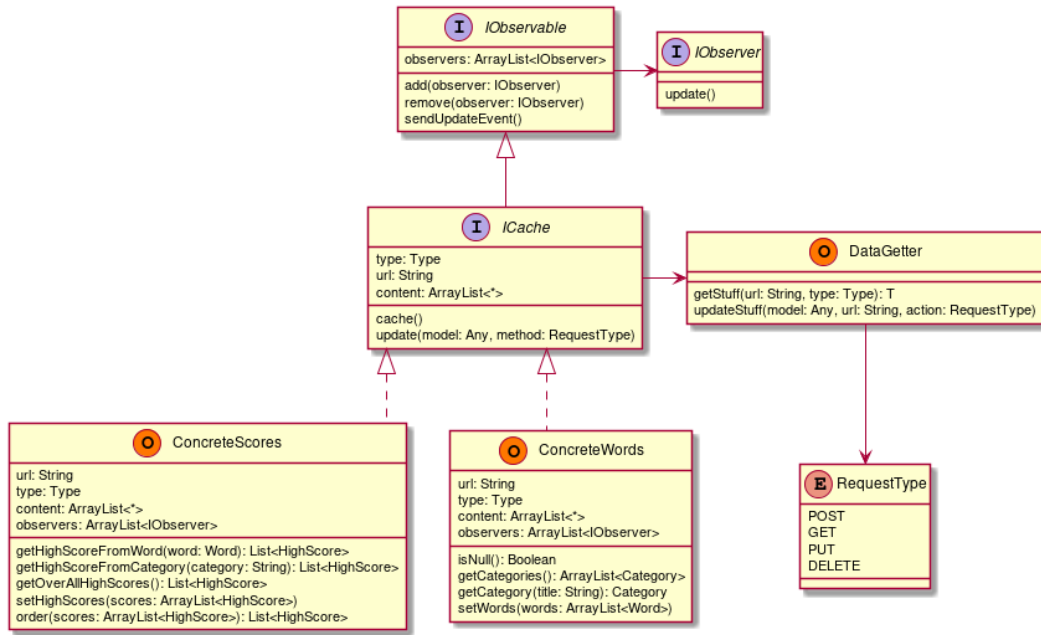 I IObservable
observers: ArrayList<IObserver>
add(observer: IObserver)
remove(observer: IObserver)
sendUpdateEvent()
I IObserver
update()
I ICache
type: Type
url: String
content: ArrayList<*>
cache()
update(model: Any, method: RequestType)
O DataGetter
getStuff(url: String, type: Type): T
updateStuff(model: Any, url: String, action: RequestType)
O ConcreteScores
url: String
type: Type
content: ArrayList<*>
observers: ArrayList<IObserver>
getHighScoreFromWord(word: Word): List<HighScore>
getHighScoreFromCategory(category: String): List<HighScore>
getOverAllHighScores(): List<HighScore>
setHighScores(scores: ArrayList<HighScore>)
order(scores: ArrayList<HighScore>): List<HighScore>
O ConcreteWords
url: String
type: Type
content: ArrayList<*>
observers: ArrayList<IObserver>
isNull(): Boolean
getCategories(): ArrayList<Category>
getCategory(title: String): Category
setWords(words: ArrayList<Word>)
E RequestType
POST
GET
PUT
DELETE